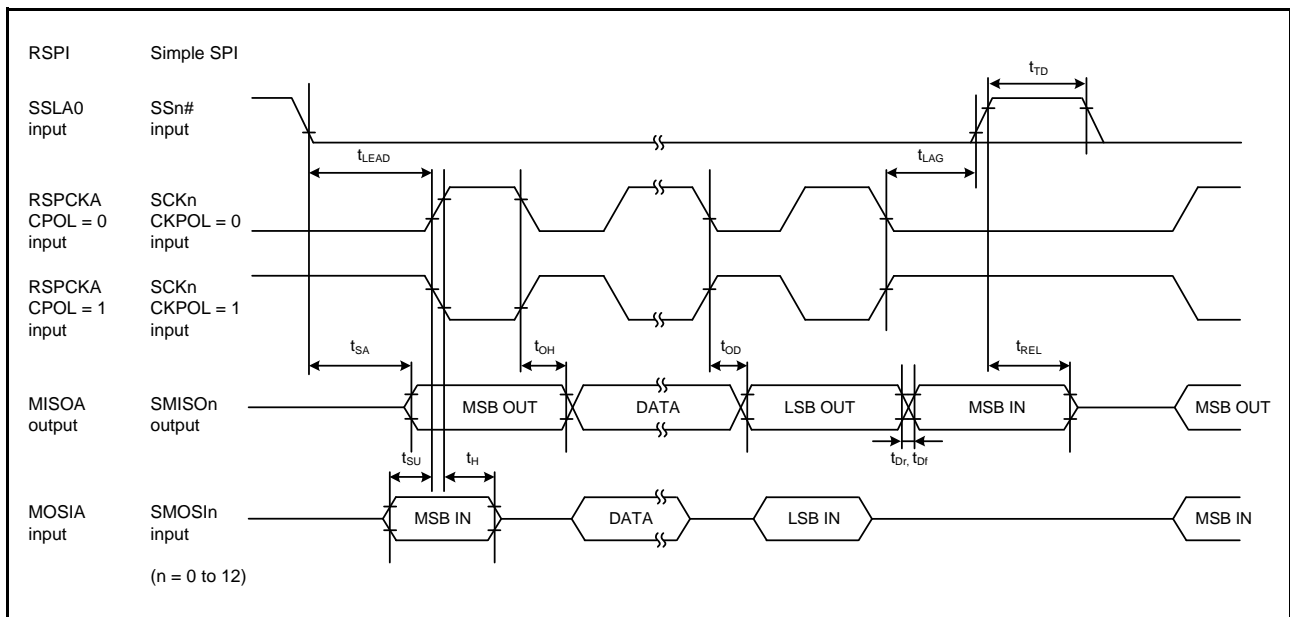 RSPI Simple SPI
tTD
SSLA0 SSn#
input input
tLEAD tLAG
RSPCKA SCKn
CPOL = 0 CKPOL = 0
input input
RSPCKA SCKn
CPOL = 1 CKPOL = 1
input input
tSA tOH tOD tREL
MISOA SMISOn MSB OUT DATA LSB OUT MSB IN MSB OUT
output output
tSU tH tDr, tDf
MOSIA SMOSIn MSB IN DATA LSB IN MSB IN
input input
(n = 0 to 12)